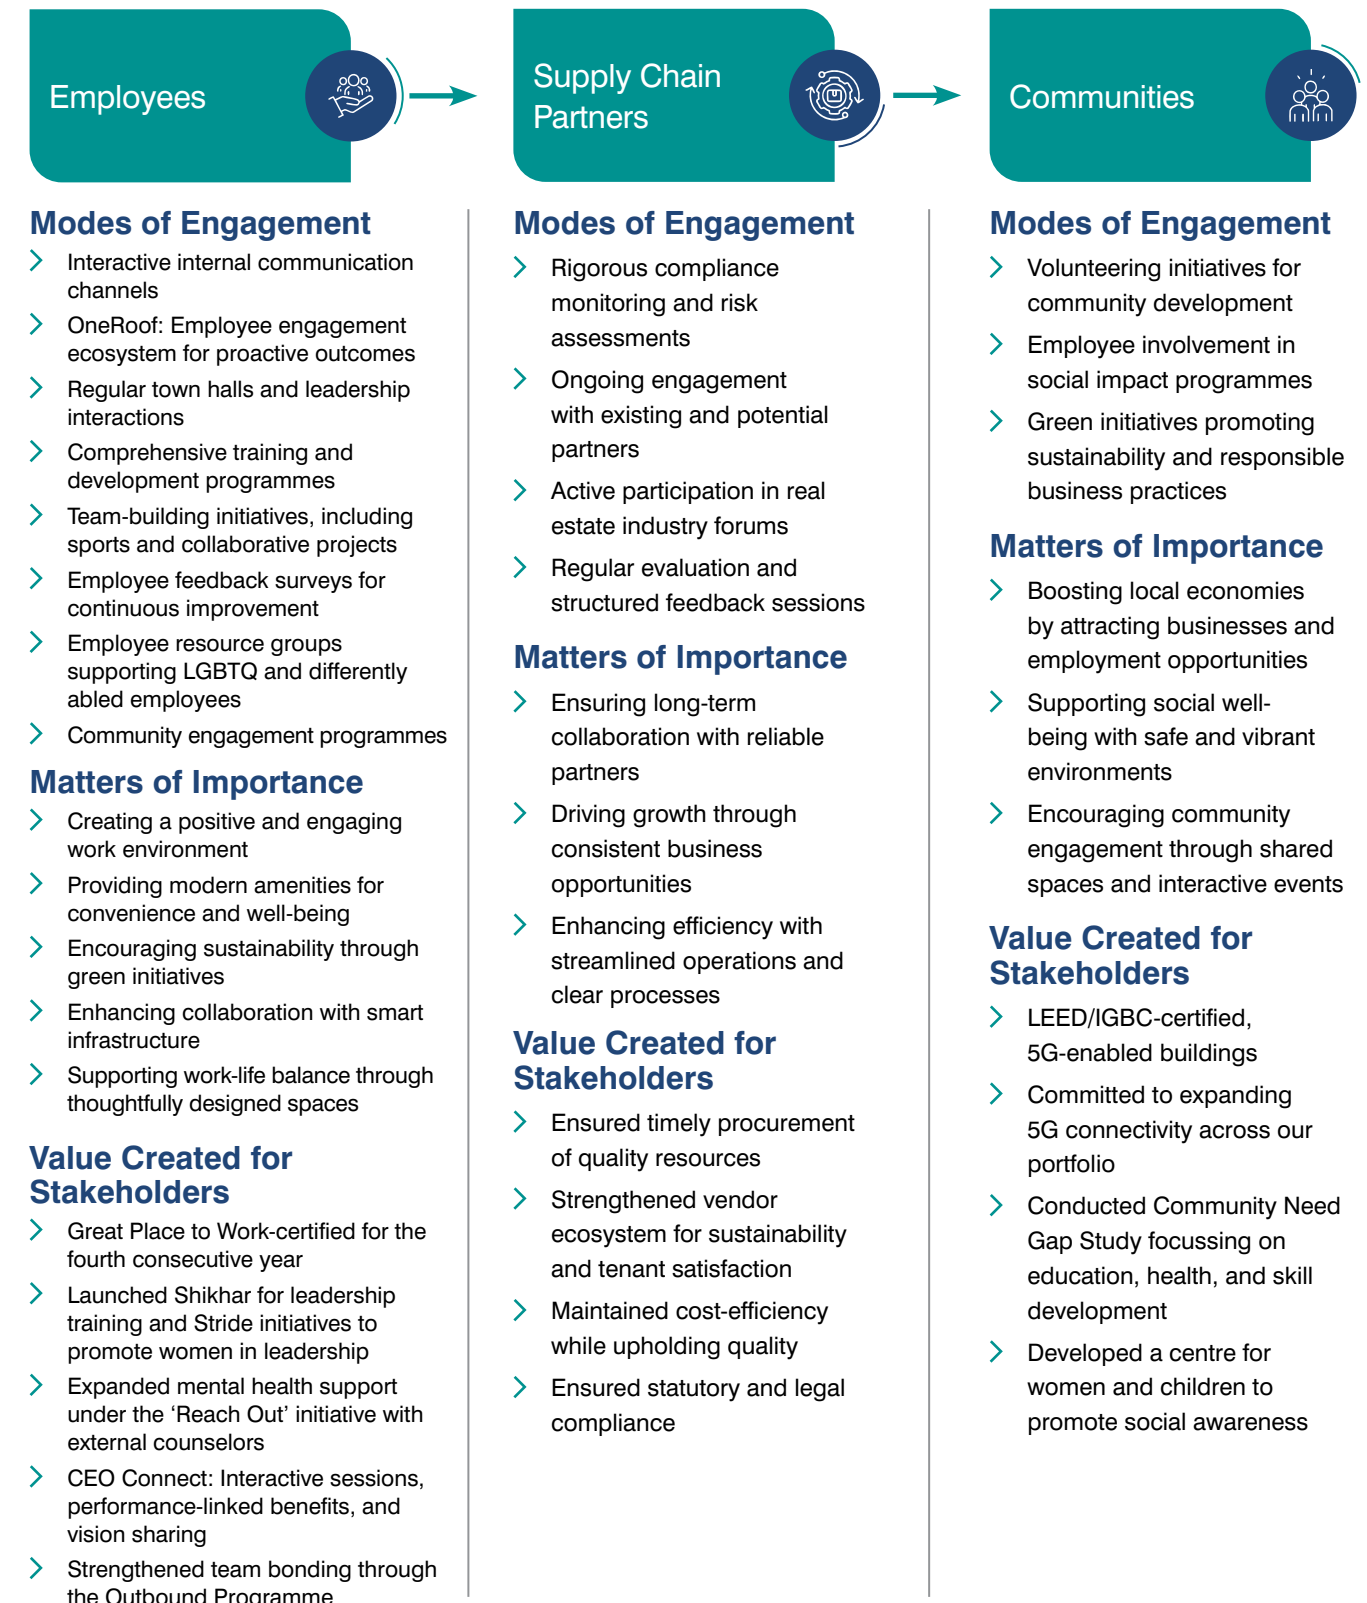 Employees
Modes of Engagement
Interactive internal communication
channels
OneRoof: Employee engagement
ecosystem for proactive outcomes
Regular town halls and leadership
interactions
Comprehensive training and
development programmes
Team-building initiatives, including
sports and collaborative projects
Employee feedback surveys for
continuous improvement
Employee resource groups
supporting LGBTQ and differently
abled employees
Community engagement programmes
Matters of Importance
Creating a positive and engaging
work environment
Providing modern amenities for
convenience and well-being
Encouraging sustainability through
green initiatives
Enhancing collaboration with smart
infrastructure
Supporting work-life balance through
thoughtfully designed spaces
Value Created for
Stakeholders
Great Place to Work-certified for the
fourth consecutive year
Launched Shikhar for leadership
training and Stride initiatives to
promote women in leadership
Expanded mental health support
under the ‘Reach Out’ initiative with
external counselors
CEO Connect: Interactive sessions,
performance-linked benefits, and
vision sharing
Strengthened team bonding through
the Outbound Programme
Supply Chain
Partners
Modes of Engagement
Rigorous compliance
monitoring and risk
assessments
Ongoing engagement
with existing and potential
partners
Active participation in real
estate industry forums
Regular evaluation and
structured feedback sessions
Matters of Importance
Ensuring long-term
collaboration with reliable
partners
Driving growth through
consistent business
opportunities
Enhancing efficiency with
streamlined operations and
clear processes
Value Created for
Stakeholders
Ensured timely procurement
of quality resources
Strengthened vendor
ecosystem for sustainability
and tenant satisfaction
Maintained cost-efficiency
while upholding quality
Ensured statutory and legal
compliance
Communities
Modes of Engagement
Volunteering initiatives for
community development
Employee involvement in
social impact programmes
Green initiatives promoting
sustainability and responsible
business practices
Matters of Importance
Boosting local economies
by attracting businesses and
employment opportunities
Supporting social well-
being with safe and vibrant
environments
Encouraging community
engagement through shared
spaces and interactive events
Value Created for
Stakeholders
LEED/IGBC-certified,
5G-enabled buildings
Committed to expanding
5G connectivity across our
portfolio
Conducted Community Need
Gap Study focussing on
education, health, and skill
development
Developed a centre for
women and children to
promote social awareness